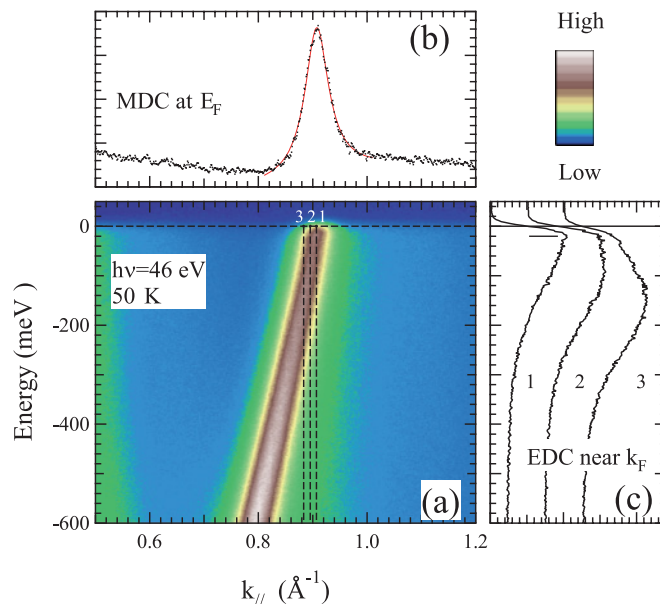 (b)
MDC at E_F
High
Low
0
-200
-400
-600
Energy (meV)
3 2 1
hν=46 eV
50 K
(a)
0.6
0.8
1.0
1.2
k_// (Å⁻¹)
1
2
3
EDC near k_F
(c)